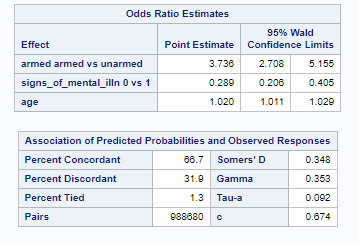 Odds Ratio Estimates
Effect Point Estimate 95% Wald Confidence Limits
armed armed vs unarmed 3.736 2.708 5.155
signs_of_mental_illn 0 vs 1 0.289 0.206 0.405
age 1.020 1.011 1.029
Association of Predicted Probabilities and Observed Responses
Percent Concordant 66.7 Somers' D 0.348
Percent Discordant 31.9 Gamma 0.353
Percent Tied 1.3 Tau-a 0.092
Pairs 988680 c 0.674